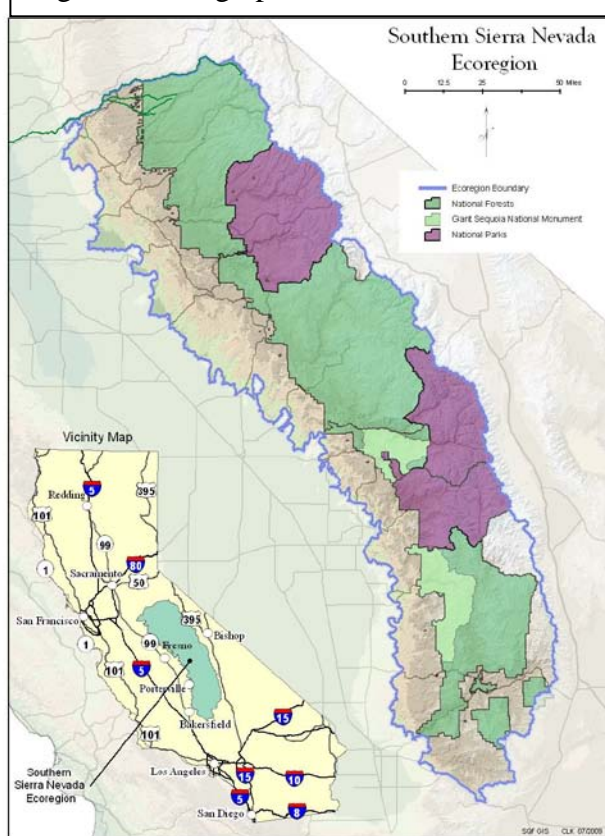 Southern Sierra Nevada
Ecoregion
0 12.5 25 50 Miles
Ecoregion Boundary
National Forests
Giant Sequoia National Monument
National Parks
Vicinity Map
5
395
Redding
101
99
1
80
Sacramento
50
San Francisco
395
1
99
Bishop
Fresno
101
5
Porterville
Bakersfield
15
101
Southern
Sierra Nevada
Ecoregion
Los Angeles
15
10
5
San Diego
8
SQF GIS CLK 07/2009